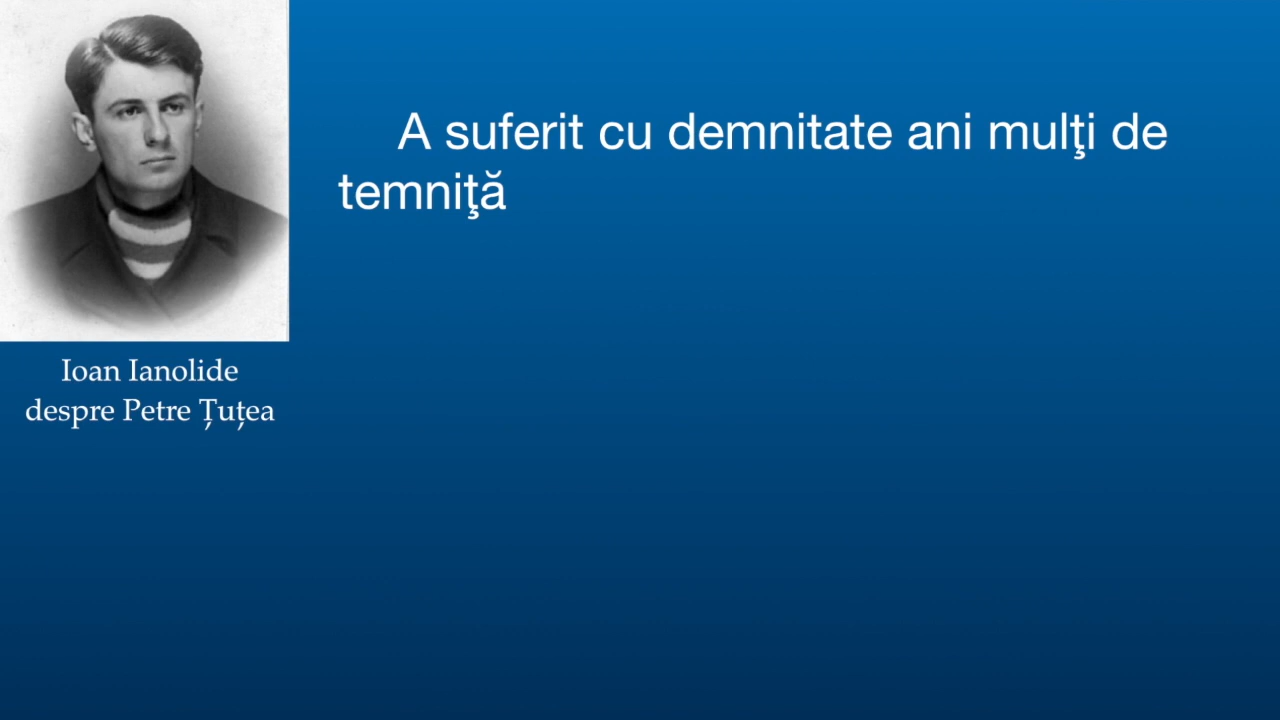 A suferit cu demnitate ani mulţi de
temniţă
Ioan Ianolide
despre Petre Țuțea